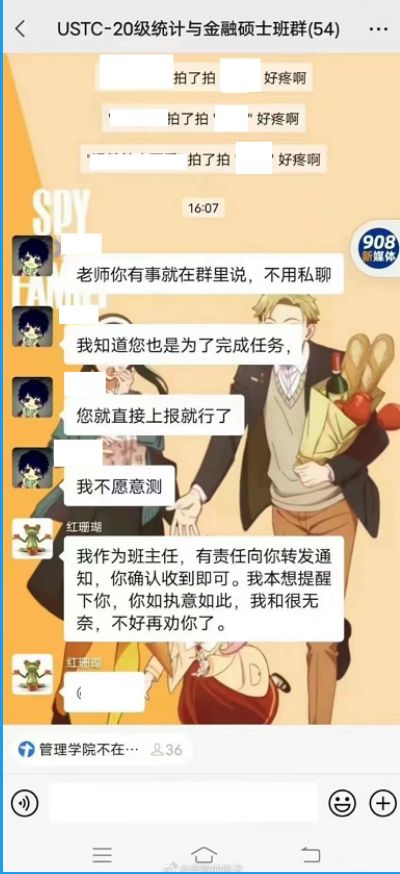 USTC-20级统计与金融硕士班群(54)
拍了拍 好疼啊
" 拍了拍 " " 好疼啊
拍了拍 " 好疼啊
16:07
SPY
FAMILY
908
新媒体
老师你有事就在群里说，不用私聊
我知道您也是为了完成任务，
您就直接上报就行了
我不愿意测
红珊瑚
我作为班主任，有责任向你转发通
知，你确认收到即可。我本想提醒
下你，你如执意如此，我和很无
奈，不好再劝你了。
红珊瑚
管理学院不在… 36